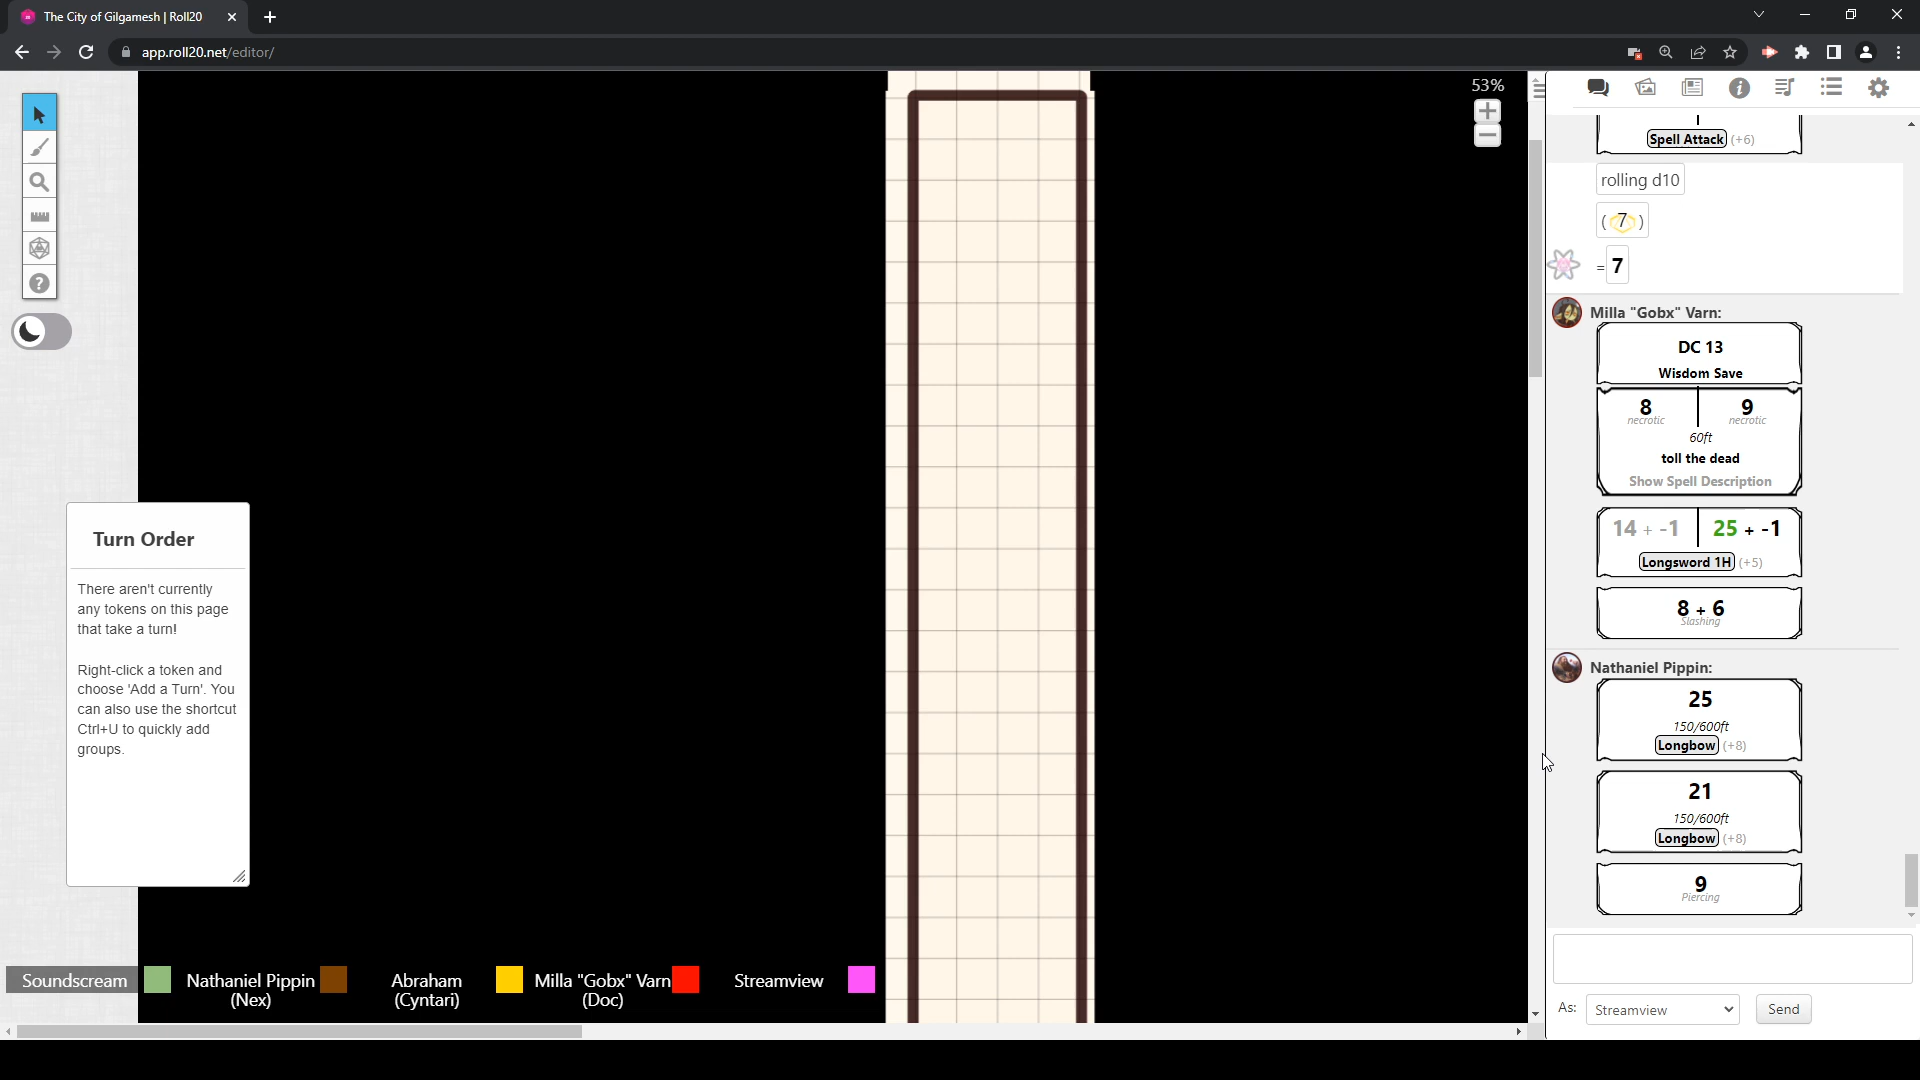 The City of Gilgamesh | Roll20
app.roll20.net/editor/
53%
Spell Attack (+6)
rolling d10
( 7 )
= 7
Milla "Gobx" Varn:
DC 13
Wisdom Save
8 9
necrotic necrotic
60ft
toll the dead
Show Spell Description
14 + -1 25 + -1
Longsword 1H (+5)
8 + 6
Slashing
Nathaniel Pippin:
25
150/600ft
Longbow (+8)
21
150/600ft
Longbow (+8)
9
Piercing
As: Streamview
Send
Turn Order
There aren't currently
any tokens on this page
that take a turn!
Right-click a token and
choose 'Add a Turn'. You
can also use the shortcut
Ctrl+U to quickly add
groups.
Soundscream
Nathaniel Pippin
(Nex)
Abraham
(Cyntari)
Milla "Gobx" Varn
(Doc)
Streamview